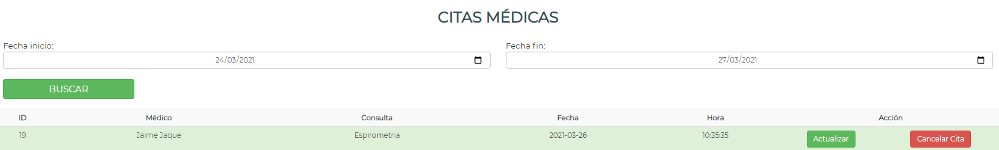 CITAS MÉDICAS
Fecha inicio: Fecha fin:
24/03/2021 27/03/2021
BUSCAR
ID Médico Consulta Fecha Hora Acción
19 Jaime Jaque Espirometria 2021-03-26 10:35:35 Actualizar Cancelar Cita